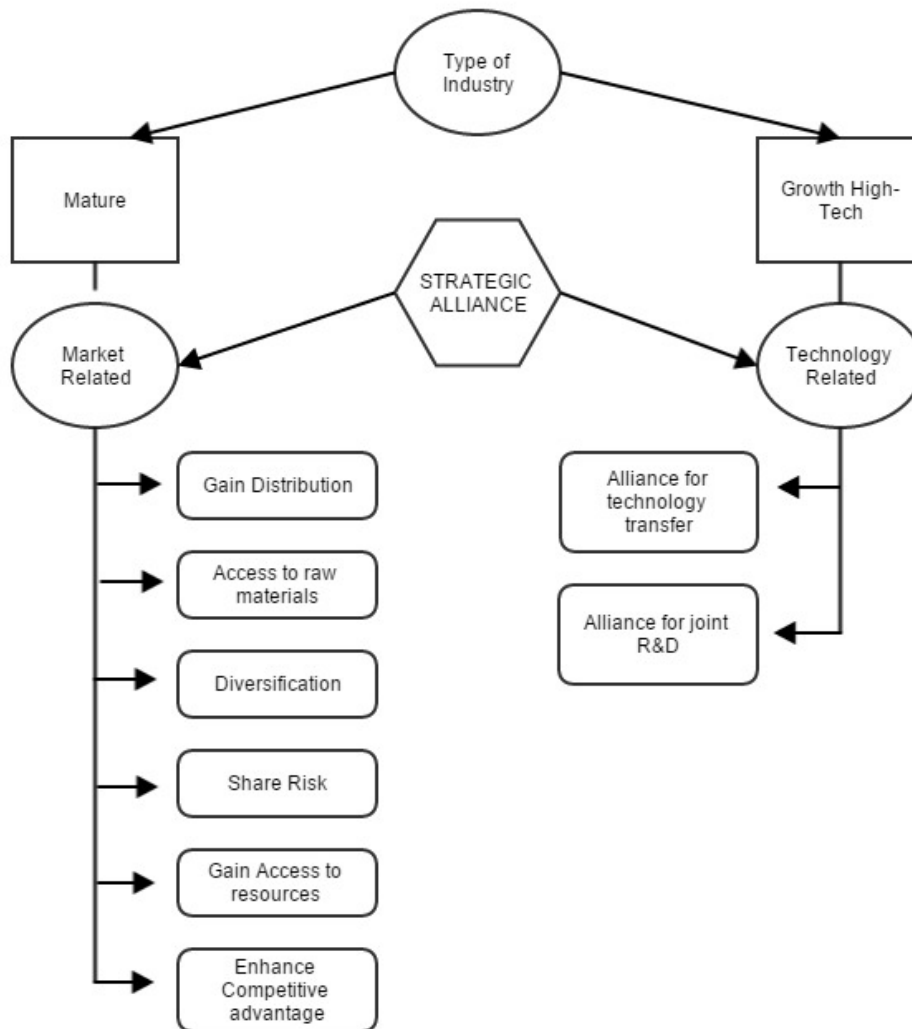 Type of
Industry
Mature
Growth High-
Tech
STRATEGIC
ALLIANCE
Market
Related
Technology
Related
Gain Distribution
Alliance for
technology
transfer
Access to raw
materials
Alliance for joint
R&D
Diversification
Share Risk
Gain Access to
resources
Enhance
Competitive
advantage